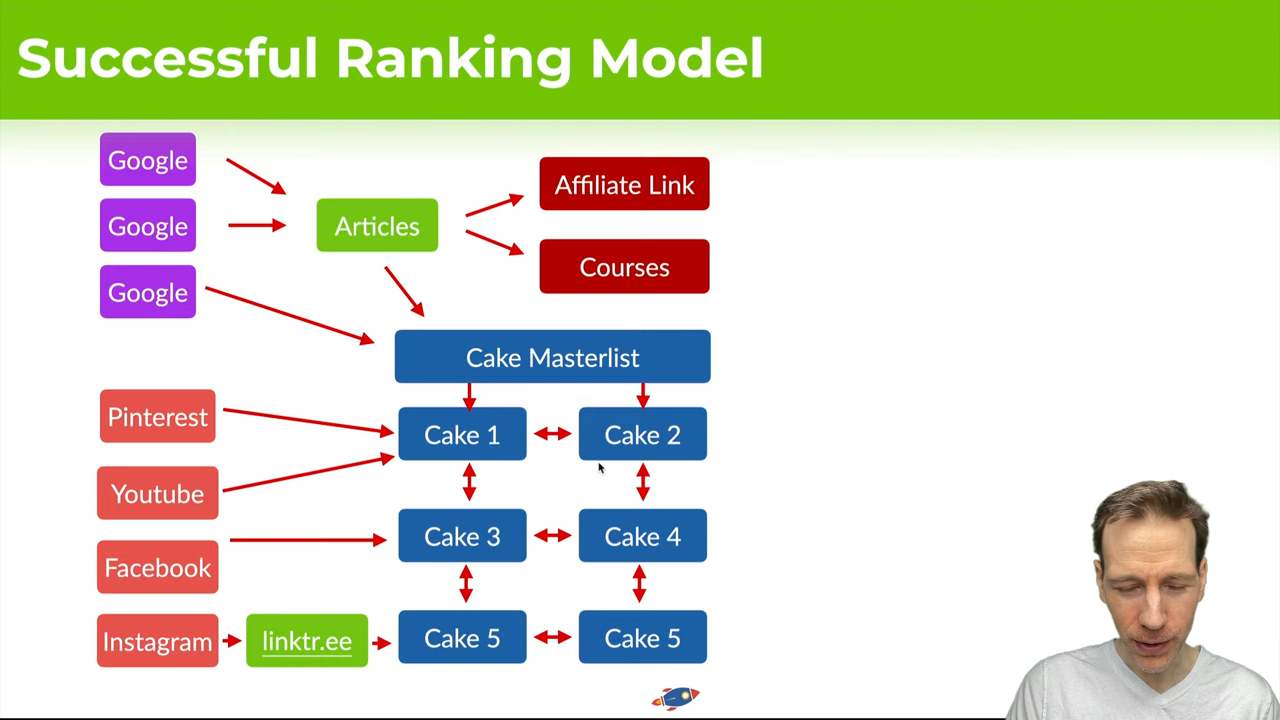 Successful Ranking Model
Google
Google
Google
Articles
Affiliate Link
Courses
Cake Masterlist
Pinterest
Youtube
Facebook
Instagram
linktr.ee
Cake 1
Cake 2
Cake 3
Cake 4
Cake 5
Cake 5